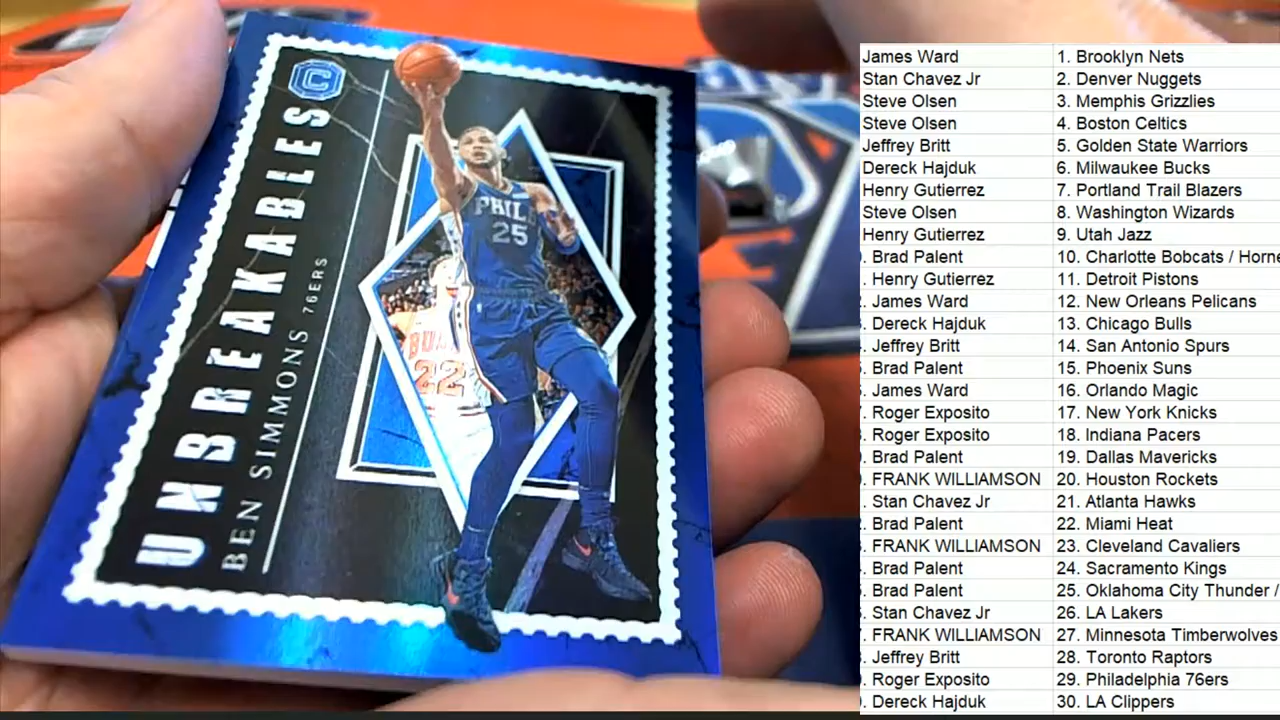 C
UNBREAKABLES
BEN SIMMONS 76ERS
PHIL
25
BU
22
James Ward 1. Brooklyn Nets
Stan Chavez Jr 2. Denver Nuggets
Steve Olsen 3. Memphis Grizzlies
Steve Olsen 4. Boston Celtics
Jeffrey Britt 5. Golden State Warriors
Dereck Hajduk 6. Milwaukee Bucks
Henry Gutierrez 7. Portland Trail Blazers
Steve Olsen 8. Washington Wizards
Henry Gutierrez 9. Utah Jazz
Brad Palent 10. Charlotte Bobcats / Horne
Henry Gutierrez 11. Detroit Pistons
James Ward 12. New Orleans Pelicans
Dereck Hajduk 13. Chicago Bulls
Jeffrey Britt 14. San Antonio Spurs
Brad Palent 15. Phoenix Suns
James Ward 16. Orlando Magic
Roger Exposito 17. New York Knicks
Roger Exposito 18. Indiana Pacers
Brad Palent 19. Dallas Mavericks
FRANK WILLIAMSON 20. Houston Rockets
Stan Chavez Jr 21. Atlanta Hawks
Brad Palent 22. Miami Heat
FRANK WILLIAMSON 23. Cleveland Cavaliers
Brad Palent 24. Sacramento Kings
Brad Palent 25. Oklahoma City Thunder /
Stan Chavez Jr 26. LA Lakers
FRANK WILLIAMSON 27. Minnesota Timberwolves
Jeffrey Britt 28. Toronto Raptors
Roger Exposito 29. Philadelphia 76ers
Dereck Hajduk 30. LA Clippers